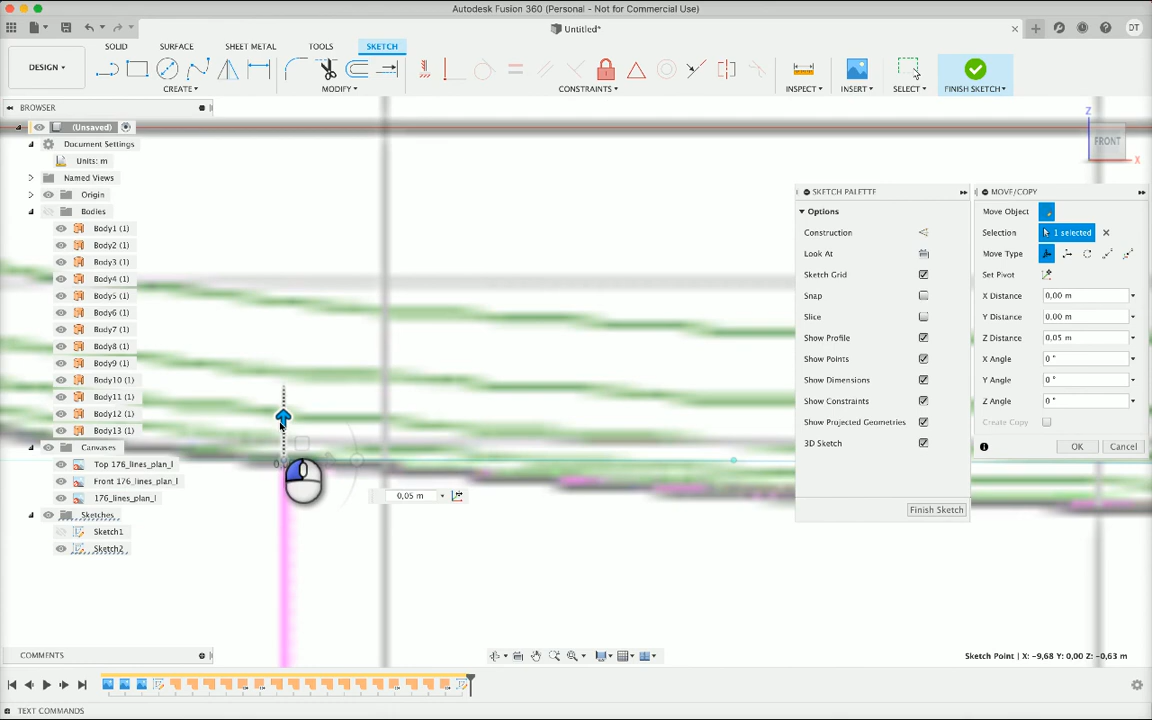 Autodesk Fusion 360 (Personal - Not for Commercial Use)
Untitled*
DT
DESIGN
SOLID
SURFACE
SHEET METAL
TOOLS
SKETCH
CREATE
MODIFY
CONSTRAINTS
INSPECT
INSERT
SELECT
FINISH SKETCH
BROWSER
(Unsaved)
Document Settings
Units: m
Named Views
Origin
Bodies
Body1 (1)
Body2 (1)
Body3 (1)
Body4 (1)
Body5 (1)
Body6 (1)
Body7 (1)
Body8 (1)
Body9 (1)
Body10 (1)
Body11 (1)
Body12 (1)
Body13 (1)
Canvases
Top 176_lines_plan_l
Front 176_lines_plan_l
176_lines_plan_l
Sketches
Sketch1
Sketch2
Z
FRONT
X
SKETCH PALETTE
Options
Construction
Look At
Sketch Grid
Snap
Slice
Show Profile
Show Points
Show Dimensions
Show Constraints
Show Projected Geometries
3D Sketch
Finish Sketch
MOVE/COPY
Move Object
Selection 1 selected
Move Type
Set Pivot
X Distance 0,00 m
Y Distance 0.00 m
Z Distance 0,05 m
X Angle 0°
Y Angle 0°
Z Angle 0°
Create Copy
OK Cancel
0,05 m
COMMENTS
Sketch Point | X: -9,68 Y: 0,00 Z: -0,63 m
TEXT COMMANDS